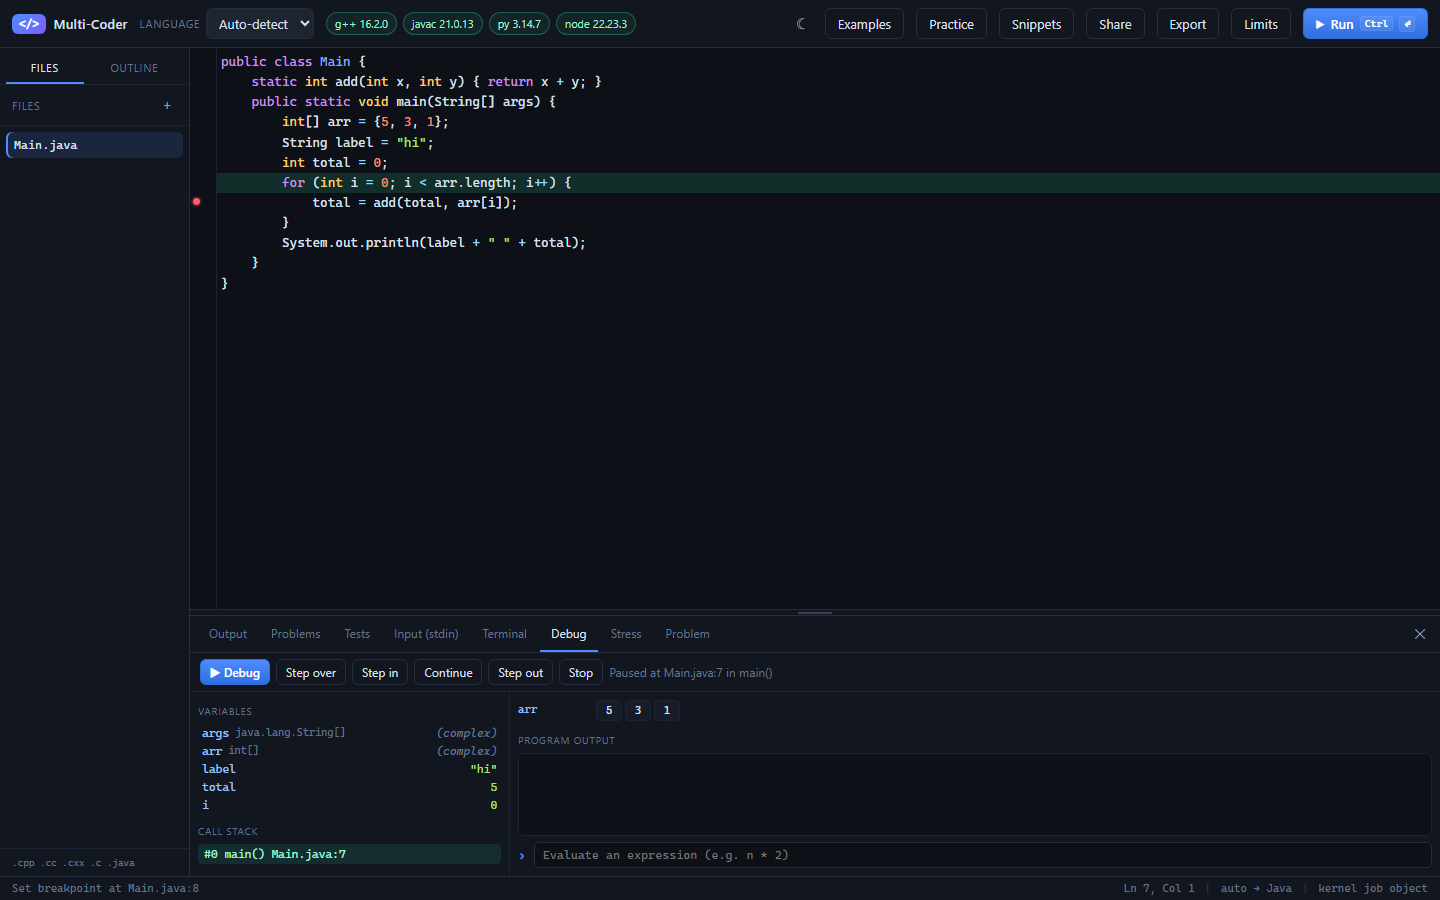 </> Multi-Coder LANGUAGE Auto-detect g++ 16.2.0 javac 21.0.13 py 3.14.7 node 22.23.3 Examples Practice Snippets Share Export Limits ▶ Run Ctrl ⏎
FILES OUTLINE
FILES +
Main.java
public class Main {
    static int add(int x, int y) { return x + y; }
    public static void main(String[] args) {
        int[] arr = {5, 3, 1};
        String label = "hi";
        int total = 0;
        for (int i = 0; i < arr.length; i++) {
            total = add(total, arr[i]);
        }
        System.out.println(label + " " + total);
    }
}
Output Problems Tests Input (stdin) Terminal Debug Stress Problem
▶ Debug Step over Step in Continue Step out Stop Paused at Main.java:7 in main()
VARIABLES
args java.lang.String[] (complex)
arr int[] (complex)
label "hi"
total 5
i 0
CALL STACK
#0 main() Main.java:7
arr 5 3 1
PROGRAM OUTPUT
› Evaluate an expression (e.g. n * 2)
.cpp .cc .cxx .c .java
Set breakpoint at Main.java:8 Ln 7, Col 1 | auto → Java | kernel job object